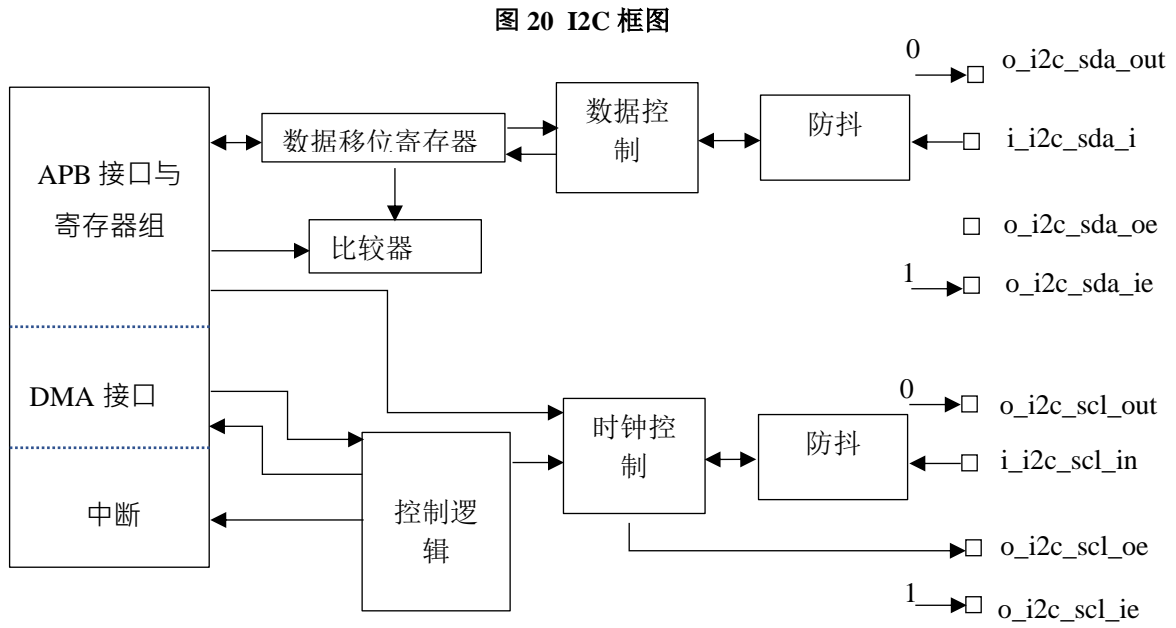 图 20 I2C 框图
0
o_i2c_sda_out
数据控
制
防抖
数据移位寄存器
i_i2c_sda_i
APB 接口与
寄存器组
比较器
o_i2c_sda_oe
1
o_i2c_sda_ie
DMA 接口
0
o_i2c_scl_out
时钟控
制
防抖
i_i2c_scl_in
中断
控制逻
辑
o_i2c_scl_oe
1
o_i2c_scl_ie